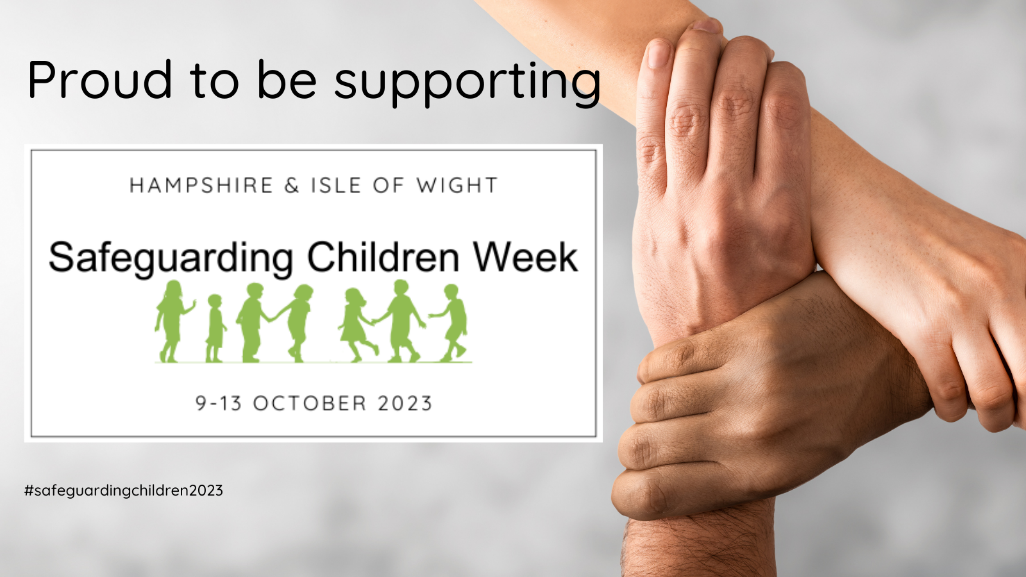 Proud to be supporting
HAMPSHIRE & ISLE OF WIGHT
Safeguarding Children Week
9-13 OCTOBER 2023
#safeguardingchildren2023